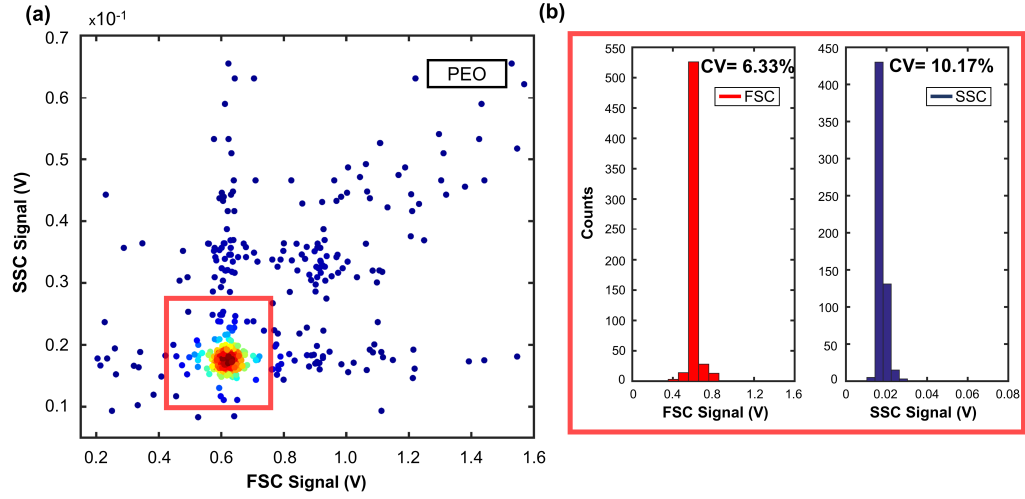 (a)
x10-1
0.7
0.6
0.5
0.4
0.3
0.2
0.1
SSC Signal (V)
PEO
0.2 0.4 0.6 0.8 1.0 1.2 1.4 1.6
FSC Signal (V)
(b)
550
500
450
400
350
300
250
200
150
100
50
0
Counts
CV= 6.33%
FSC
0 0.4 0.8 1.2 1.6
FSC Signal (V)
450
400
350
300
250
200
150
100
50
0
CV= 10.17%
SSC
0 0.02 0.04 0.06 0.08
SSC Signal (V)